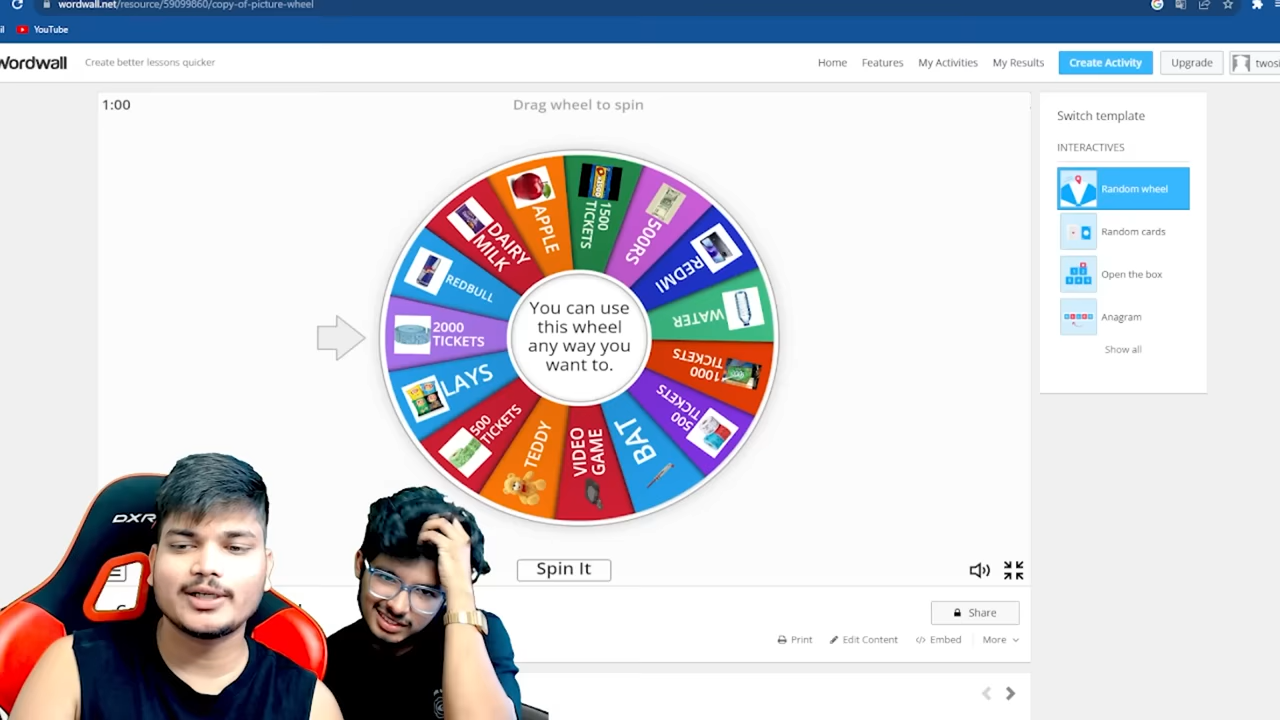 wordwall.net/resource/59099860/copy-of-picture-wheel
YouTube
Wordwall
Create better lessons quicker
Home
Features
My Activities
My Results
Create Activity
Upgrade
twosi
1:00
Drag wheel to spin
Switch template
INTERACTIVES
Random wheel
Random cards
Open the box
Anagram
Show all
1500
TICKETS
500RS
REDMI
WATER
1000
TICKETS
500
TICKETS
BAT
VIDEO
GAME
TEDDY
500
TICKETS
LAYS
2000
TICKETS
REDBULL
DAIRY
MILK
APPLE
You can use
this wheel
any way you
want to.
Spin It
Share
Print
Edit Content
Embed
More
DXR